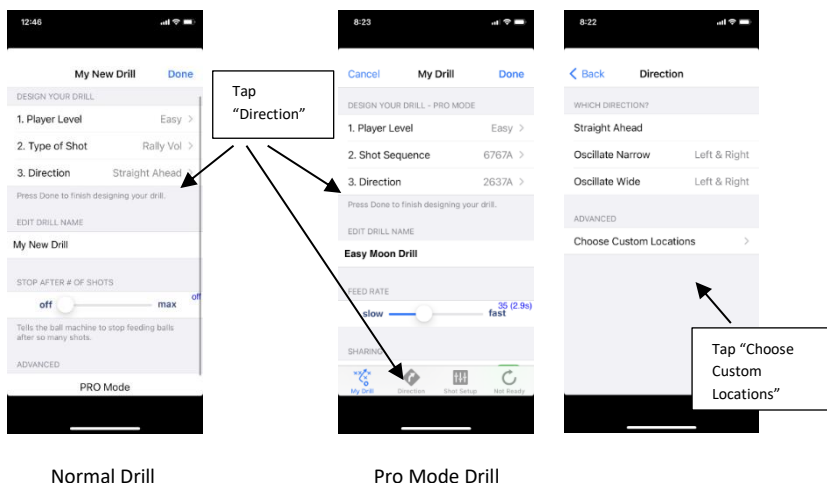 12:46
My New Drill Done
DESIGN YOUR DRILL
1. Player Level Easy >
2. Type of Shot Rally Vol >
3. Direction Straight Ahead >
Press Done to finish designing your drill.
EDIT DRILL NAME
My New Drill
STOP AFTER # OF SHOTS
off
off max
Tells the ball machine to stop feeding balls
after so many shots.
ADVANCED
PRO Mode
Normal Drill
Tap
“Direction”
8:23
Cancel My Drill Done
DESIGN YOUR DRILL - PRO MODE
1. Player Level Easy >
2. Shot Sequence 6767A >
3. Direction 2637A >
Press Done to finish designing your drill.
EDIT DRILL NAME
Easy Moon Drill
FEED RATE
35 (2.9s)
slow fast
SHARING
My Drill Direction Shot Setup Not Ready
Pro Mode Drill
8:22
< Back Direction
WHICH DIRECTION?
Straight Ahead
Oscillate Narrow Left & Right
Oscillate Wide Left & Right
ADVANCED
Choose Custom Locations >
Tap “Choose
Custom
Locations”